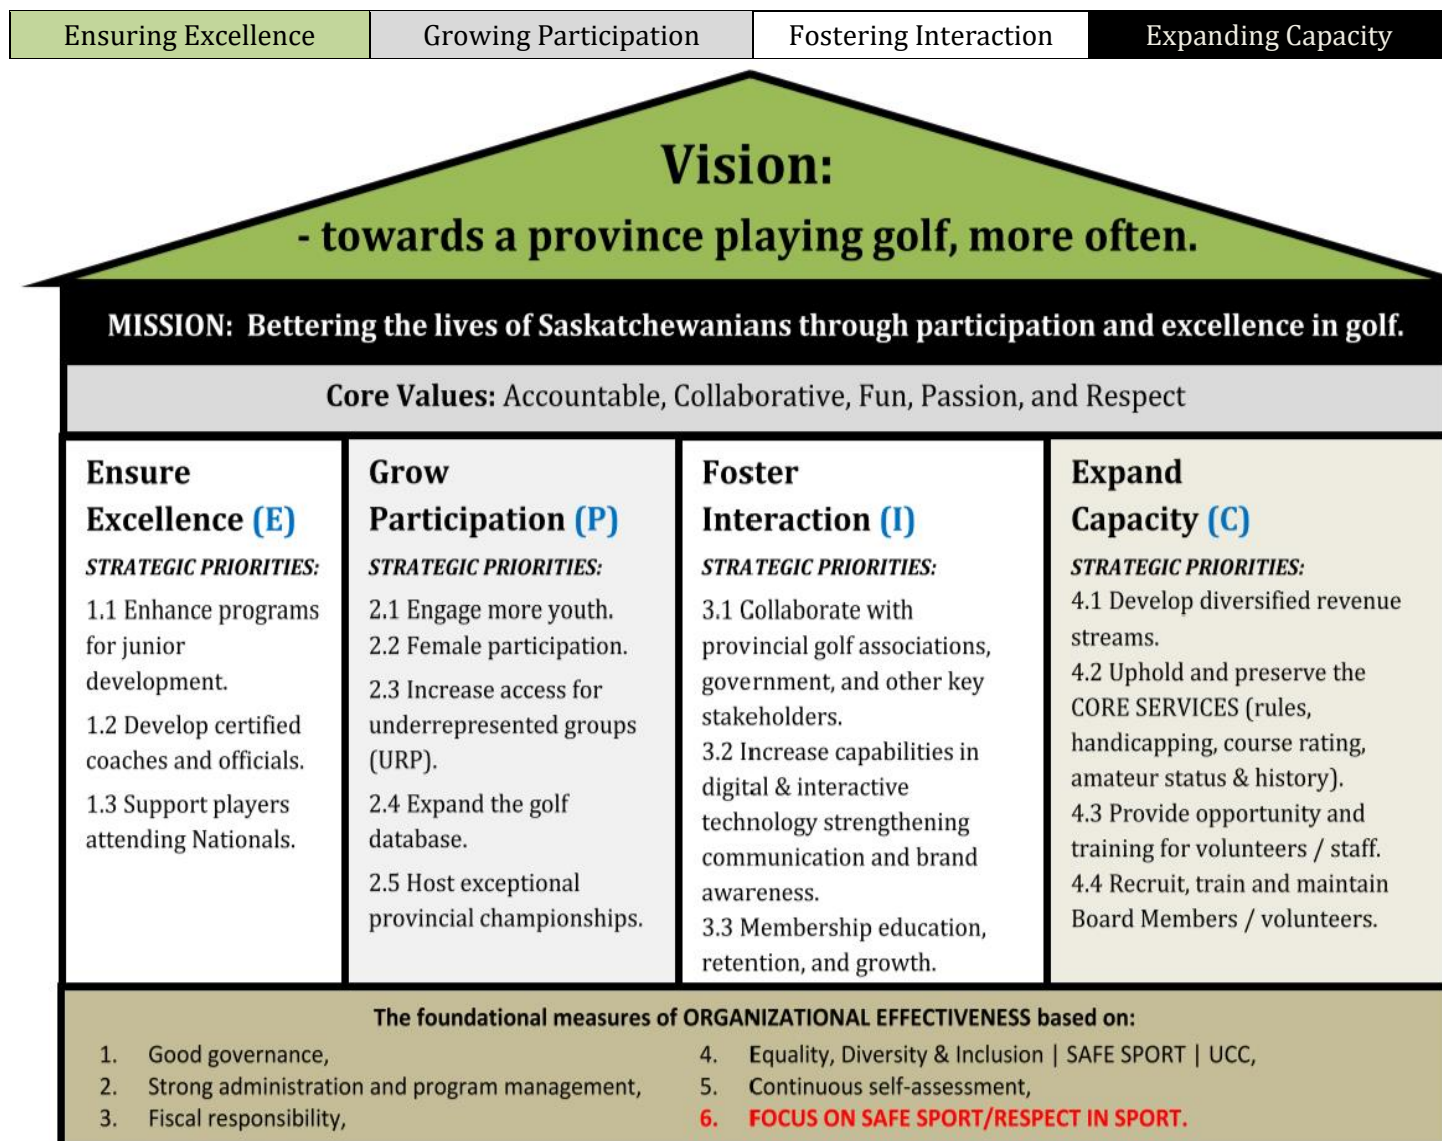 Ensuring Excellence
Growing Participation
Fostering Interaction
Expanding Capacity
Vision:
- towards a province playing golf, more often.
MISSION: Bettering the lives of Saskatchewanians through participation and excellence in golf.
Core Values: Accountable, Collaborative, Fun, Passion, and Respect
Ensure
Excellence (E)
STRATEGIC PRIORITIES:
1.1 Enhance programs
for junior
development.
1.2 Develop certified
coaches and officials.
1.3 Support players
attending Nationals.
Grow
Participation (P)
STRATEGIC PRIORITIES:
2.1 Engage more youth.
2.2 Female participation.
2.3 Increase access for
underrepresented groups
(URP).
2.4 Expand the golf
database.
2.5 Host exceptional
provincial championships.
Foster
Interaction (I)
STRATEGIC PRIORITIES:
3.1 Collaborate with
provincial golf associations,
government, and other key
stakeholders.
3.2 Increase capabilities in
digital & interactive
technology strengthening
communication and brand
awareness.
3.3 Membership education,
retention, and growth.
Expand
Capacity (C)
STRATEGIC PRIORITIES:
4.1 Develop diversified revenue
streams.
4.2 Uphold and preserve the
CORE SERVICES (rules,
handicapping, course rating,
amateur status & history).
4.3 Provide opportunity and
training for volunteers / staff.
4.4 Recruit, train and maintain
Board Members / volunteers.
The foundational measures of ORGANIZATIONAL EFFECTIVENESS based on:
1. Good governance,
2. Strong administration and program management,
3. Fiscal responsibility,
4. Equality, Diversity & Inclusion | SAFE SPORT | UCC,
5. Continuous self-assessment,
6. FOCUS ON SAFE SPORT/RESPECT IN SPORT.